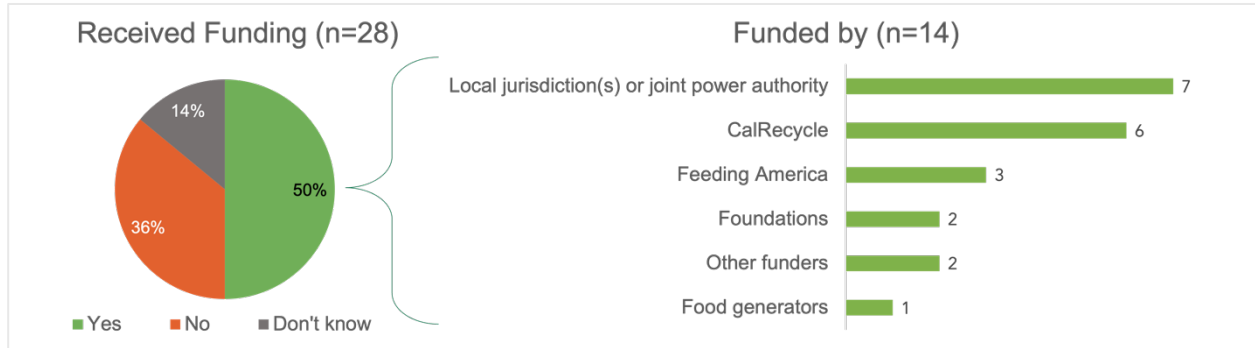 Received Funding (n=28)
14%
50%
36%
Yes No Don't know
Funded by (n=14)
Local jurisdiction(s) or joint power authority 7
CalRecycle 6
Feeding America 3
Foundations 2
Other funders 2
Food generators 1